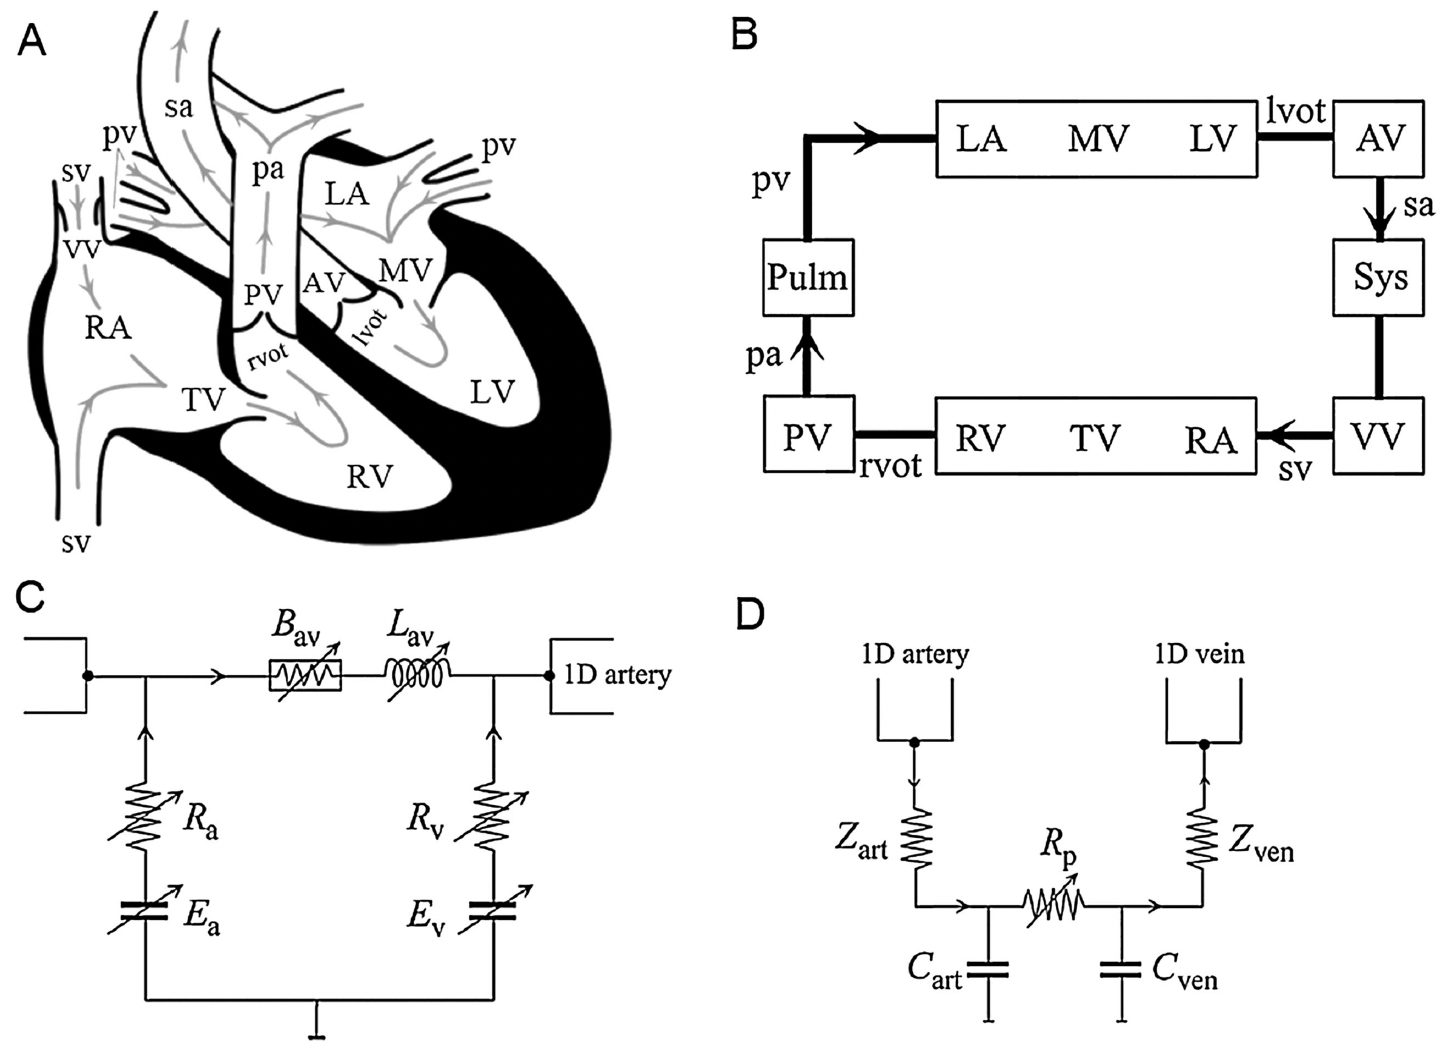 A
sa
pv
sv
VV
pa
LA
pv
RA
PV
AV
MV
rvot
lvot
TV
LV
RV
sv
B
LA MV LV
lvot
AV
pv
sa
Pulm
Sys
pa
PV
rvot
RV TV RA
sv
VV
C
Bav
Lav
1D artery
Ra
Rv
Ea
Ev
D
1D artery
1D vein
Zart
Rp
Zven
Cart
Cven